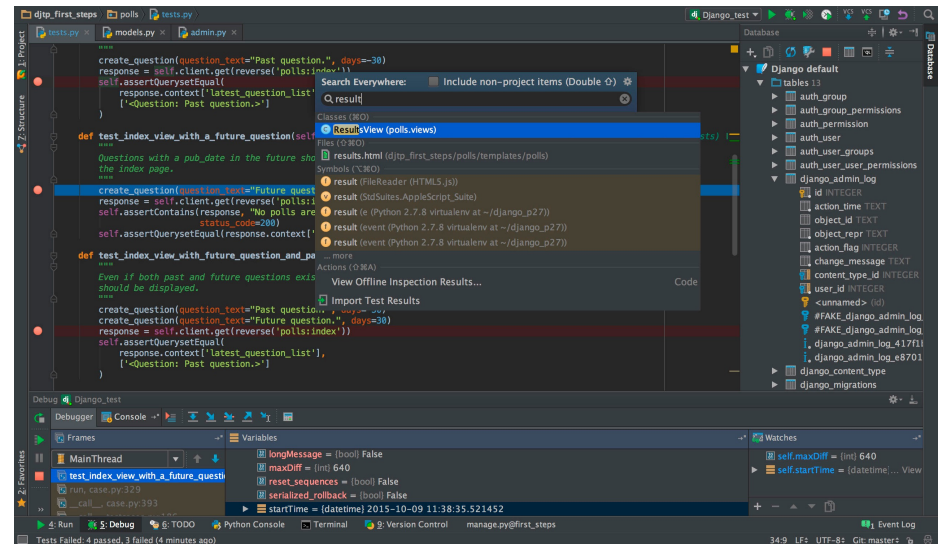 djtp_first_steps polls tests.py Django_test VCS VCS
tests.py × models.py × admin.py ×
1: Project
Z: Structure
2: Favorites
"""
create_question(question_text="Past question.", days=-30)
response = self.client.get(reverse('polls:index'))
self.assertQuerysetEqual(
response.context['latest_question_list'
['<Question: Past question.>']
)
def test_index_view_with_a_future_question(self
"""
Questions with a pub_date in the future sho
the index page.
"""
create_question(question_text="Future quest
response = self.client.get(reverse('polls:i
self.assertContains(response, "No polls are
status_code=200)
self.assertQuerysetEqual(response.context['
def test_index_view_with_future_question_and_pa
"""
Even if both past and future questions exis
should be displayed.
"""
create_question(question_text="Past question.", days=-30)
create_question(question_text="Future question.", days=30)
response = self.client.get(reverse('polls:index'))
self.assertQuerysetEqual(
response.context['latest_question_list'],
['<Question: Past question.>']
)
Search Everywhere: Include non-project items (Double ⇧)
result
Classes (⌘O)
ResultsView (polls.views)
Files (⇧⌘O)
results.html (djtp_first_steps/polls/templates/polls)
Symbols (⌥⌘O)
result (FileReader (HTML5.js))
result (StdSuites.AppleScript_Suite)
result (e (Python 2.7.8 virtualenv at ~/django_p27))
result (event (Python 2.7.8 virtualenv at ~/django_p27))
result (event (Python 2.7.8 virtualenv at ~/django_p27))
... more
Actions (⇧⌘A)
View Offline Inspection Results... Code
Import Test Results
Database
Database
Django default
tables 13
auth_group
auth_group_permissions
auth_permission
auth_user
auth_user_groups
auth_user_user_permissions
django_admin_log
id INTEGER
action_time TEXT
object_id TEXT
object_repr TEXT
action_flag INTEGER
change_message TEXT
content_type_id INTEGER
user_id INTEGER
<unnamed> (id)
#FAKE_django_admin_log_
#FAKE_django_admin_log_
django_admin_log_417f1
django_admin_log_e8701
django_content_type
django_migrations
Debug Django_test
Debugger Console
Frames
MainThread
test_index_view_with_a_future_questi
run, case.py:329
__call__, case.py:393
Variables
longMessage = {bool} False
maxDiff = {int} 640
reset_sequences = {bool} False
serialized_rollback = {bool} False
startTime = {datetime} 2015-10-09 11:38:35.521452
Watches
self.maxDiff = {int} 640
self.startTime = {datetime... View
4: Run 5: Debug 6: TODO Python Console Terminal 9: Version Control manage.py@first_steps 1 Event Log
Tests Failed: 4 passed, 3 failed (4 minutes ago) 34:9 LF÷ UTF-8÷ Git: master÷